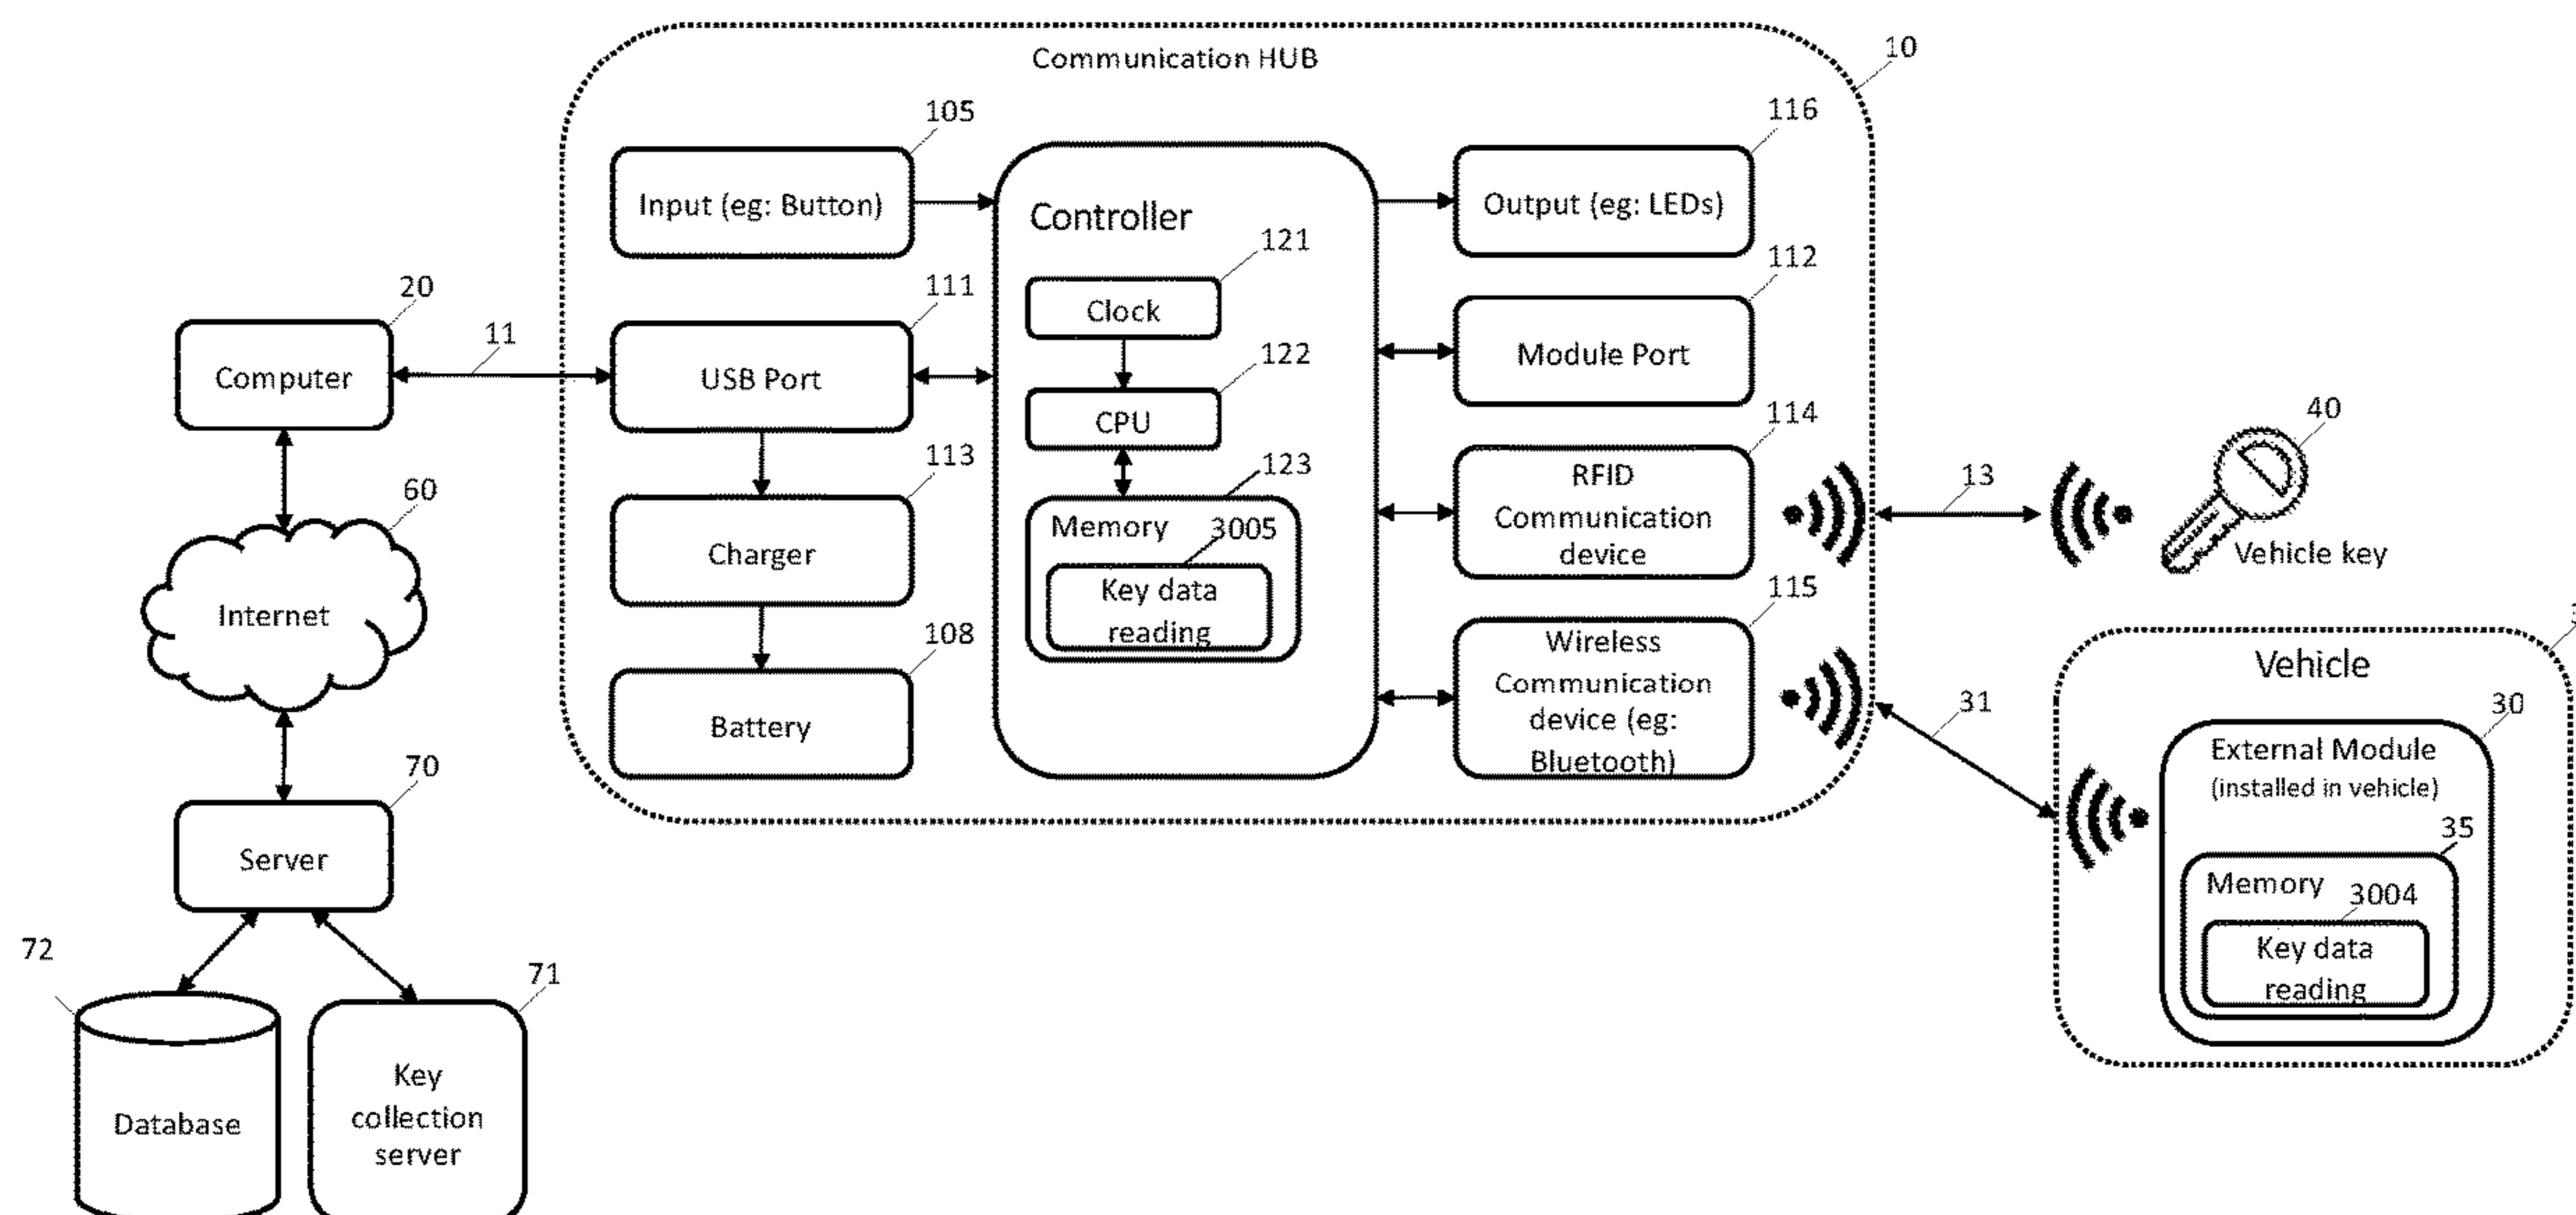 Communication HUB
10
105
116
Input (eg: Button)
Controller
Output (eg: LEDs)
121
112
20
111
Clock
11
122
Module Port
Computer
USB Port
CPU
114
40
113
123
RFID
13
60
Memory
Communication
3005
device
Charger
Key data
Vehicle key
reading
115
Internet
108
Wireless
Vehicle
Communication
31
30
Battery
device (eg:
External Module
Bluetooth)
(installed in vehicle)
70
35
Server
Memory
3004
72
Key data
71
reading
Key
Database
collection
server